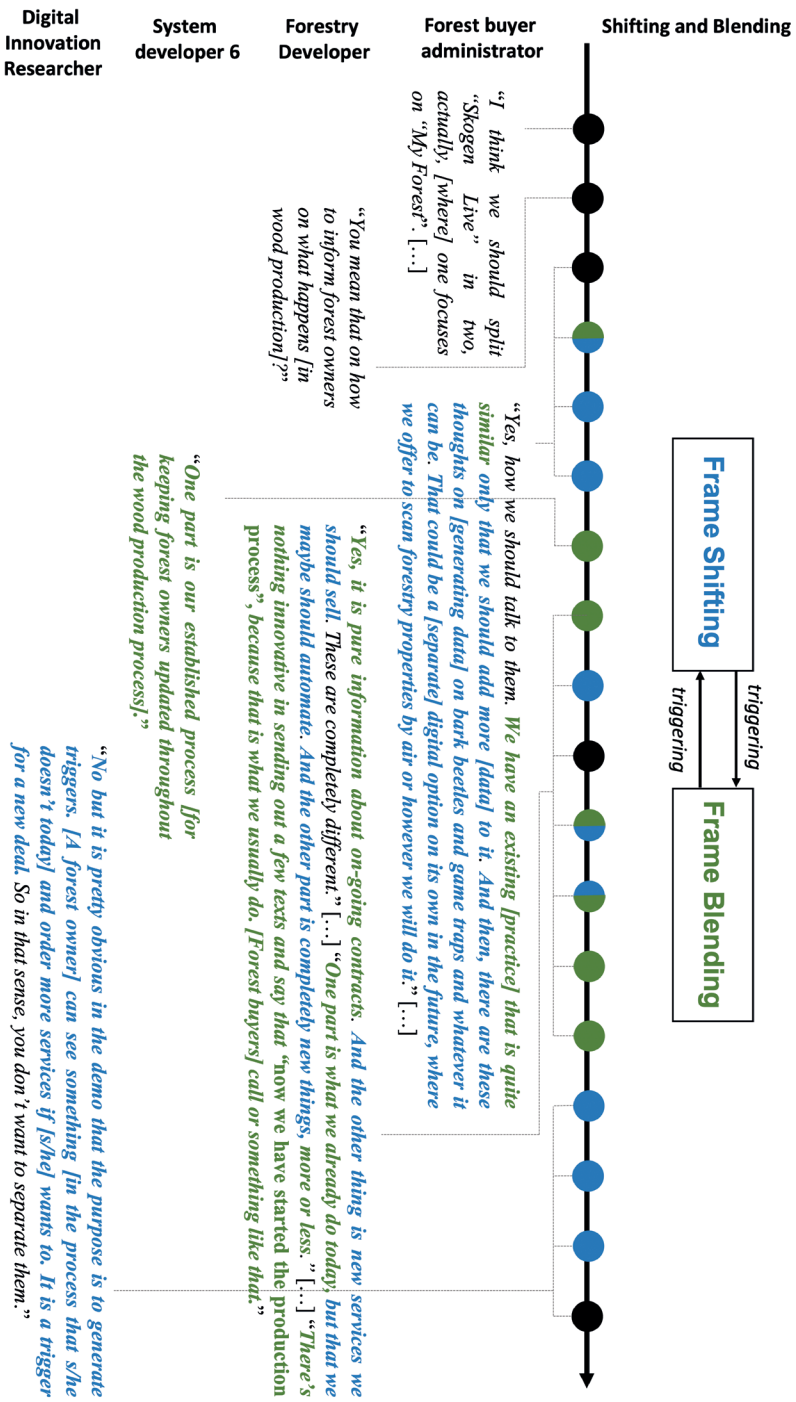 Shifting and Blending
Frame Shifting
triggering
triggering
Frame Blending
Forest buyer
administrator
“I think we should split
“Skogen Live” in two,
actually, [where] one focuses
on “My Forest”. […]
“Yes, how we should talk to them. We have an existing [practice] that is quite
similar only that we should add more [data] to it. And then, there are these
thoughts on [generating data] on bark beetles and game traps and whatever it
can be. That could be a [separate] digital option on its own in the future, where
we offer to scan forestry properties by air or however we will do it.” […]
Forestry
Developer
“You mean that on how
to inform forest owners
on what happens [in
wood production]?”
“Yes, it is pure information about on-going contracts. And the other thing is new services we
should sell. These are completely different.” […] “One part is what we already do today, but that we
maybe should automate. And the other part is completely new things, more or less.” […] “There’s
nothing innovative in sending out a few texts and say that “now we have started the production
process”, because that is what we usually do. [Forest buyers] call or something like that.”
System
developer 6
“One part is our established process [for
keeping forest owners updated throughout
the wood production process].”
Digital
Innovation
Researcher
“No but it is pretty obvious in the demo that the purpose is to generate
triggers. [A forest owner] can see something [in the process that s/he
doesn’t today] and order more services if [s/he] wants to. It is a trigger
for a new deal. So in that sense, you don’t want to separate them.”